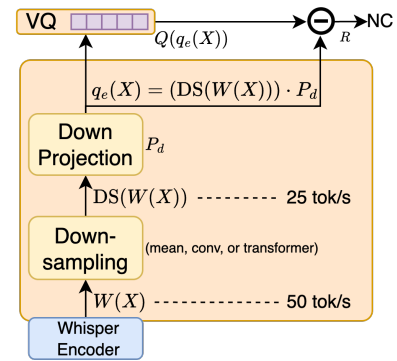 VQ
Q(q_e(X))
R
NC
q_e(X) = (DS(W(X))) · P_d
Down
Projection
P_d
DS(W(X)) ---------- 25 tok/s
Down-
sampling
(mean, conv, or transformer)
W(X) ------------- 50 tok/s
Whisper
Encoder